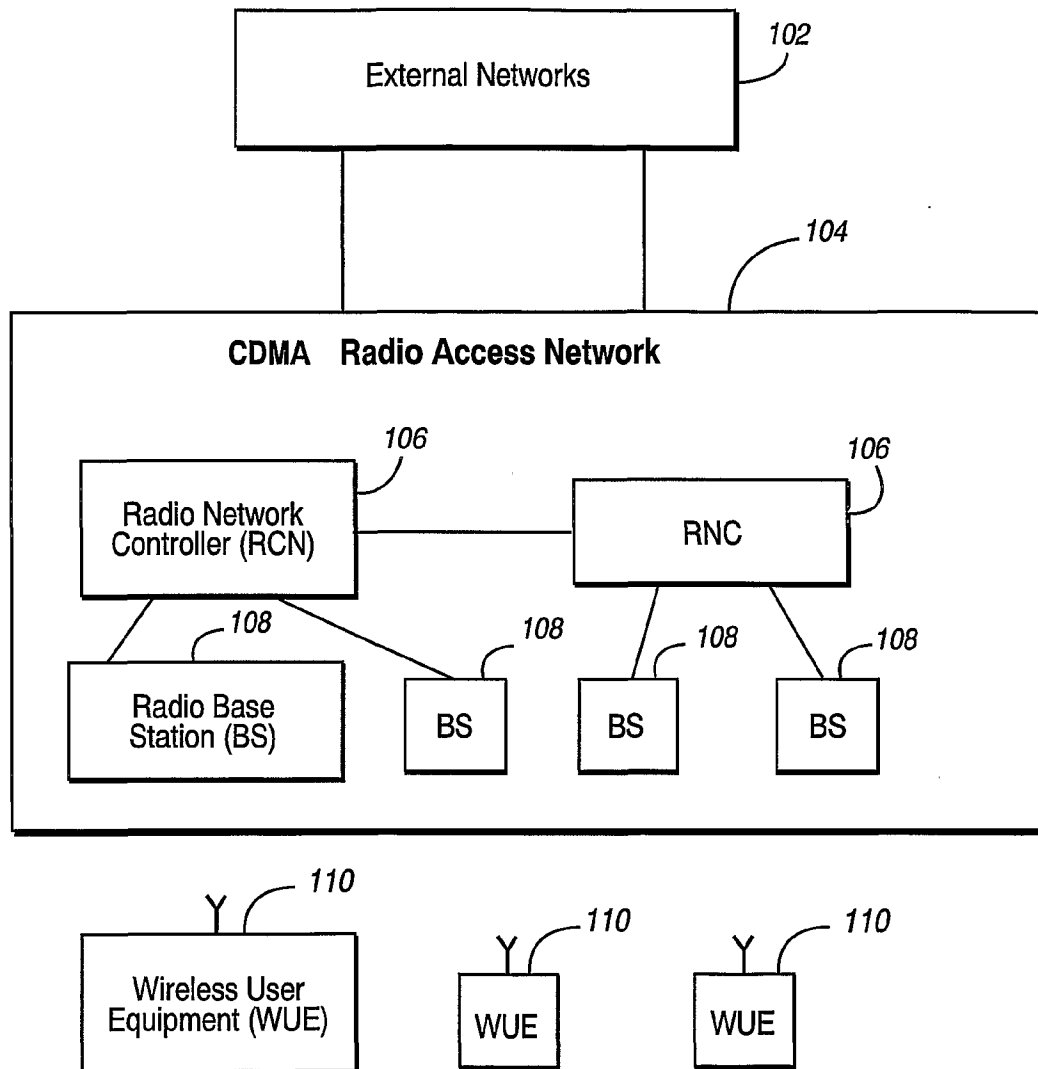 102
External Networks
104
CDMA Radio Access Network
106
106
Radio Network
Controller (RCN)
RNC
108
108
108
108
Radio Base
Station (BS)
BS
BS
BS
110
110
110
Wireless User
Equipment (WUE)
WUE
WUE